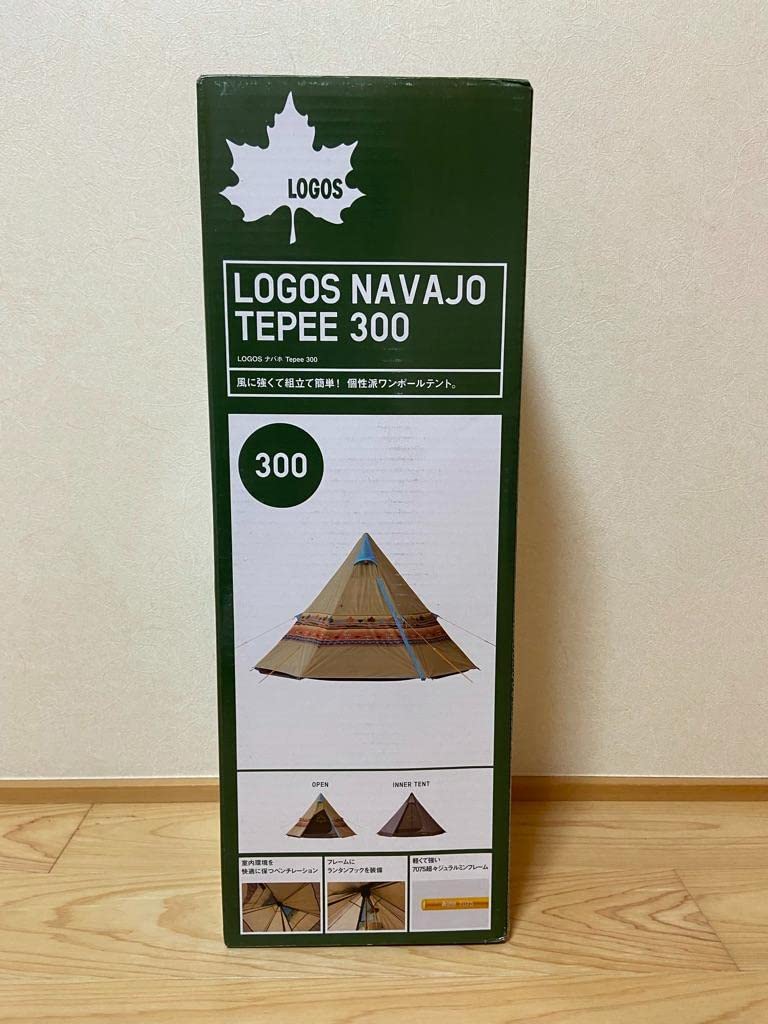 LOGOS
LOGOS NAVAJO
TEPEE 300
LOGOS ナバホ Tepee 300
風に強くて組立て簡単! 個性派ワンポールテント。
300
OPEN
INNER TENT
室内環境を
快適に保つベンチレーション
フレームに
ランタンフックを装備
軽くて強い
7075超々ジュラルミンフレーム